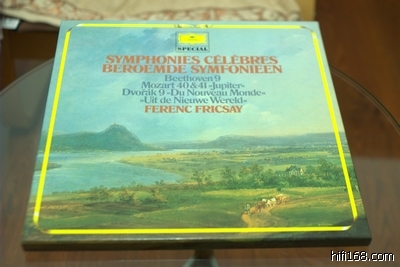 SPECIAL
SYMPHONIES CÉLÈBRES
BEROEMDE SYMFONIEËN
Beethoven 9
Mozart 40 & 41 »Jupiter«
Dvořák 9 »Du Nouveau Monde«
»Uit de Nieuwe Wereld«
FERENC FRICSAY
hifi168.com